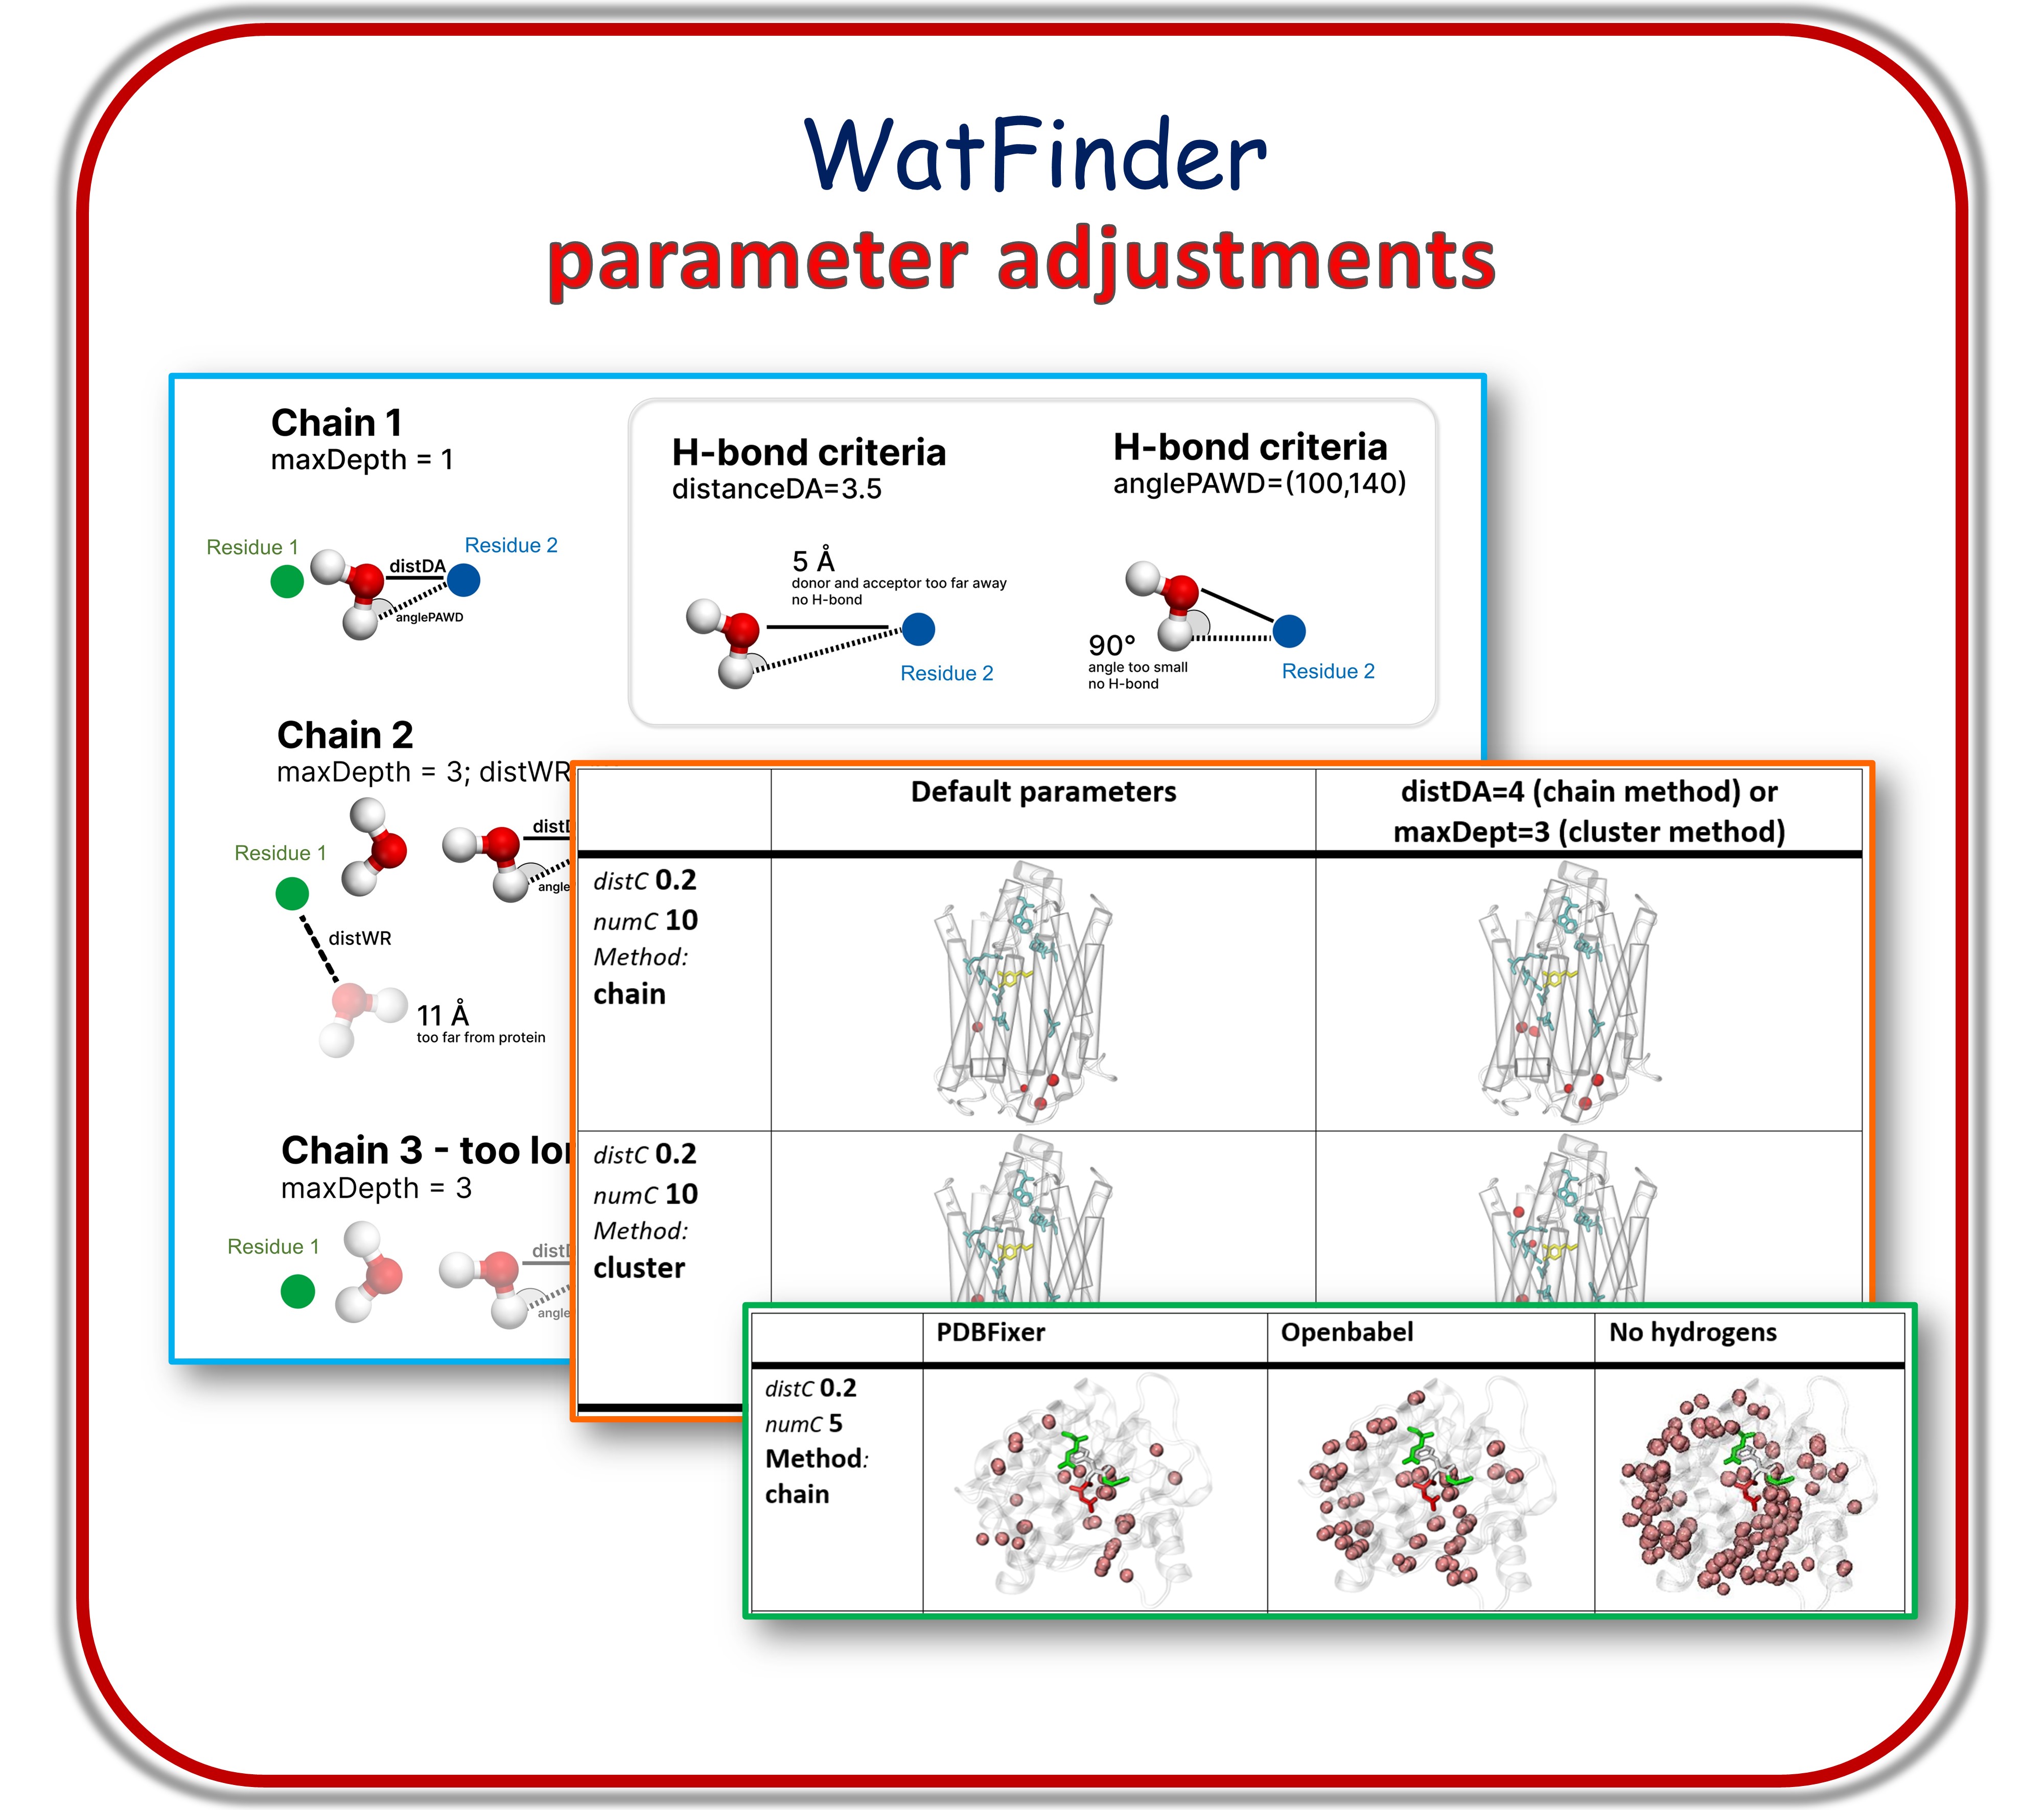 WatFinder
parameter adjustments
Chain 1
maxDepth = 1
Residue 1
distDA
Residue 2
anglePAWD
H-bond criteria
distanceDA=3.5
5 Å
donor and acceptor too far away
no H-bond
Residue 2
H-bond criteria
anglePAWD=(100,140)
90°
angle too small
no H-bond
Residue 2
Chain 2
maxDepth = 3; distWR
Residue 1
angle
distWR
11 Å
too far from protein
Chain 3 - too
maxDepth = 3
Residue 1
angle
Default parameters
distDA=4 (chain method) or
maxDept=3 (cluster method)
distC 0.2
numC 10
Method:
chain
distC 0.2
numC 10
Method:
cluster
PDBFixer
Openbabel
No hydrogens
distC 0.2
numC 5
Method:
chain